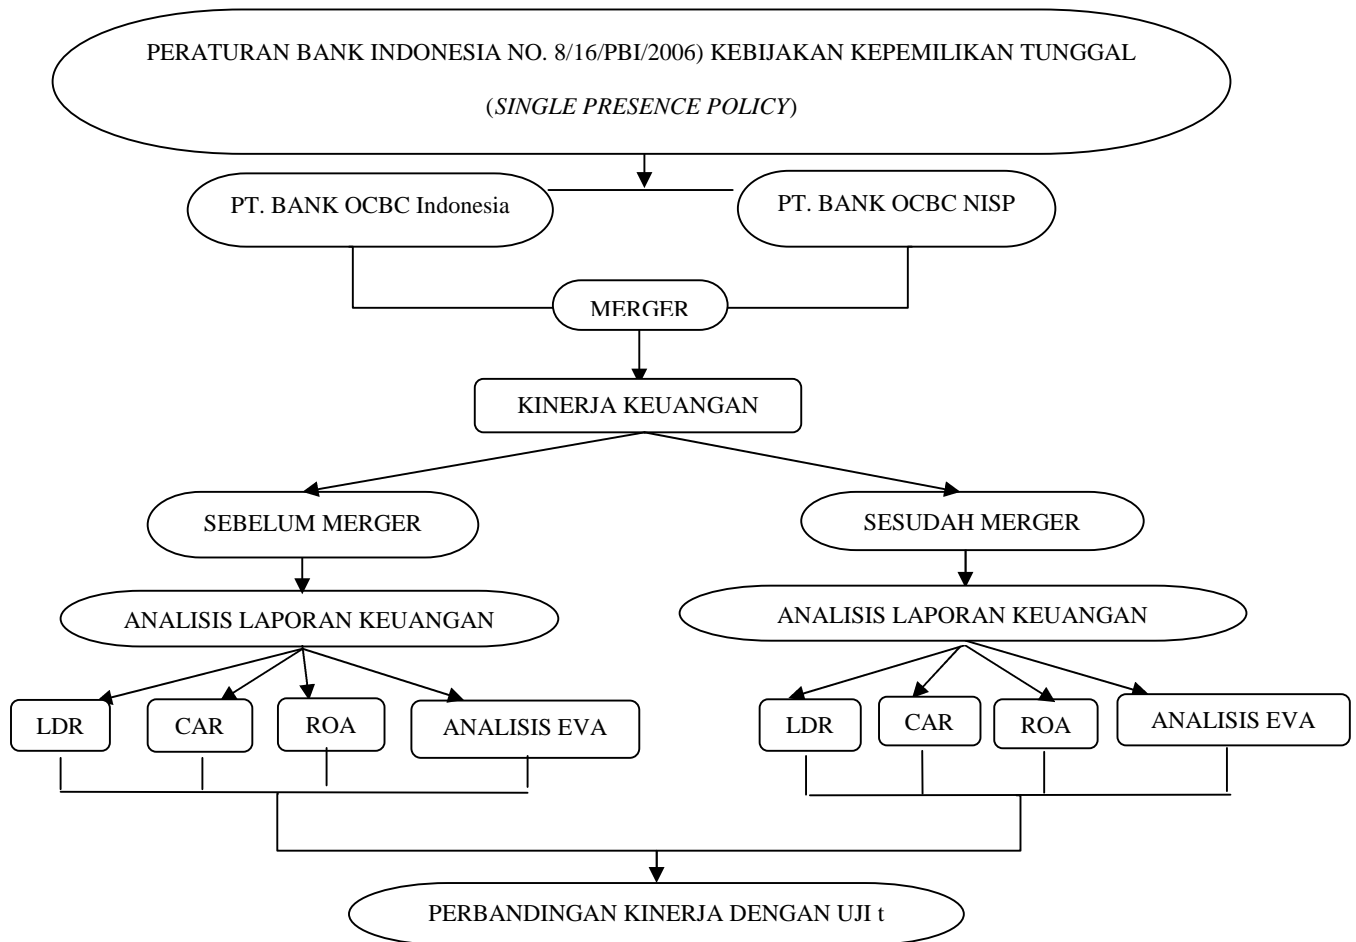 PERATURAN BANK INDONESIA NO. 8/16/PBI/2006) KEBIJAKAN KEPEMILIKAN TUNGGAL
(SINGLE PRESENCE POLICY)
PT. BANK OCBC Indonesia
PT. BANK OCBC NISP
MERGER
KINERJA KEUANGAN
SEBELUM MERGER
SESUDAH MERGER
ANALISIS LAPORAN KEUANGAN
ANALISIS LAPORAN KEUANGAN
LDR
CAR
ROA
ANALISIS EVA
LDR
CAR
ROA
ANALISIS EVA
PERBANDINGAN KINERJA DENGAN UJI t